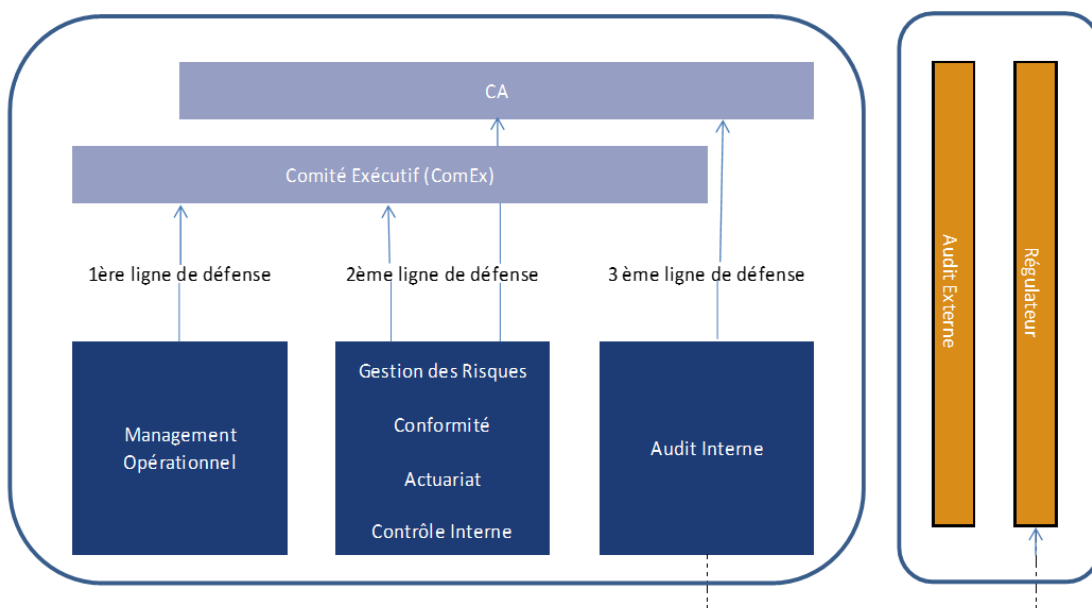 CA
Comité Exécutif (ComEx)
1ère ligne de défense
2ème ligne de défense
3 ème ligne de défense
Management
Opérationnel
Gestion des Risques
Conformité
Actuariat
Contrôle Interne
Audit Interne
Audit Externe
Régulateur